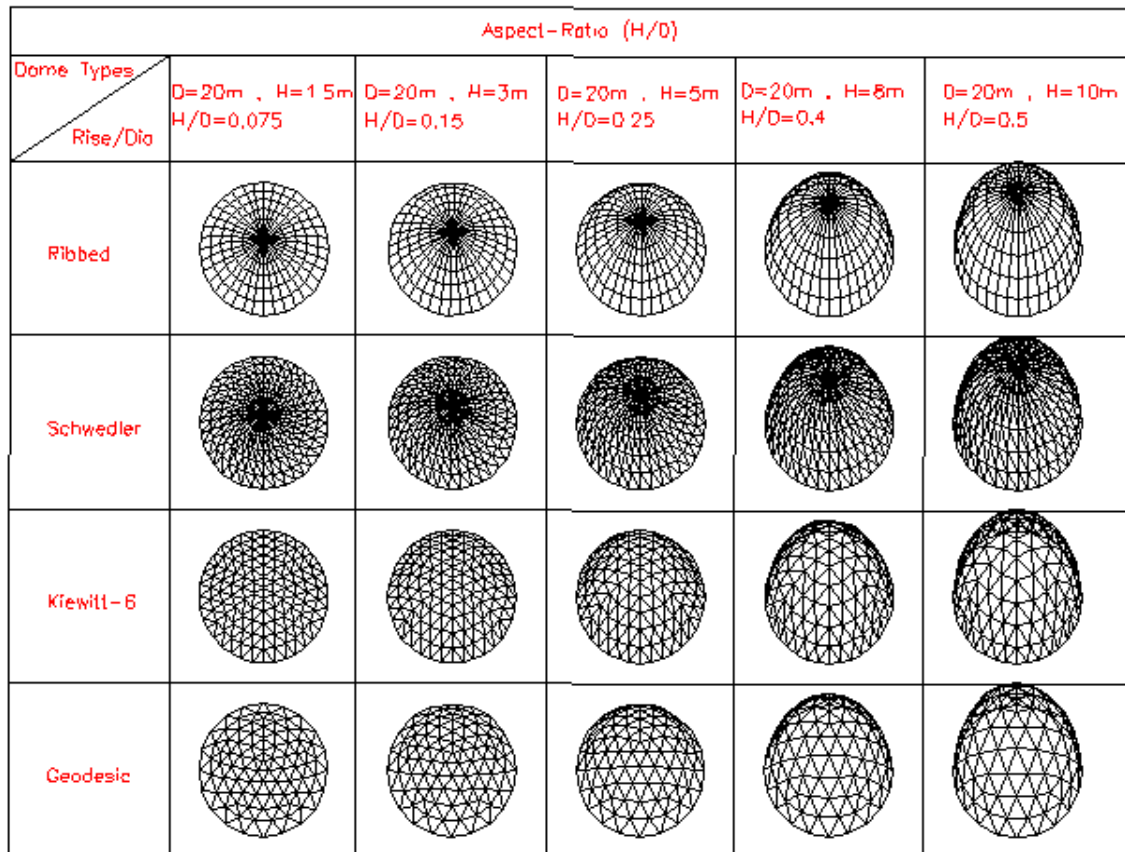 Aspect-Ratio (H/D)
Dome Types
Rise/Dia
D=20m , H=1.5m
H/D=0.075
D=20m , H=3m
H/D=0.15
D=20m , H=5m
H/D=0.25
D=20m , H=8m
H/D=0.4
D=20m , H=10m
H/D=0.5
Ribbed
Schwedler
Kiewitt-6
Geodesic